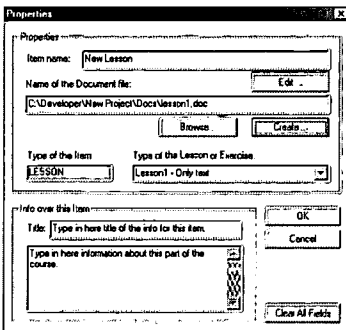 Properties
Properties
Item name: New Lesson
Name of the Document file: Edit ..
C:\Developer\New Project\Docs\lesson1.doc
Browse.. Create...
Type of the Item Type of the Lesson or Exercise
LESSON Lesson1 - Only text
Info over this Item
Title: Type in here title of the info for this item.
Type in here information about this part of the
course.
OK
Cancel
Clear All Fields